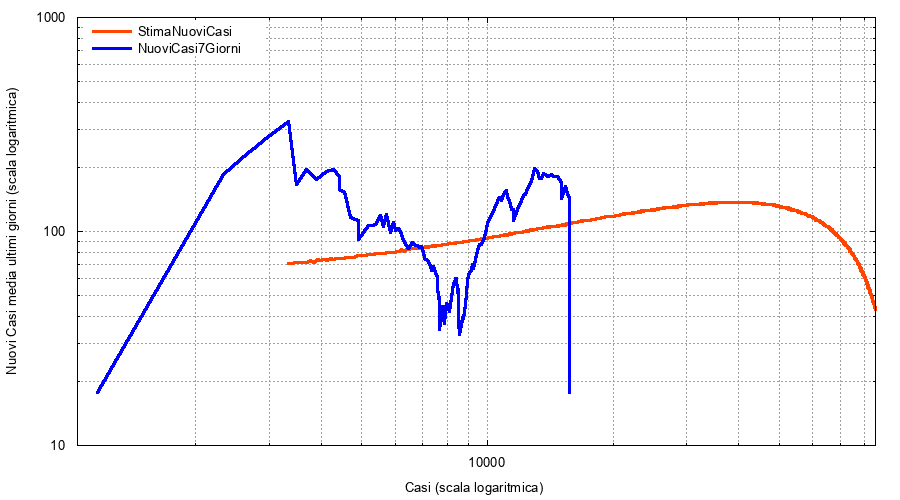 1000
StimaNuoviCasi
NuoviCasi7Giorni
Nuovi Casi media ultimi giorni (scala logaritmica)
100
10
10000
Casi (scala logaritmica)